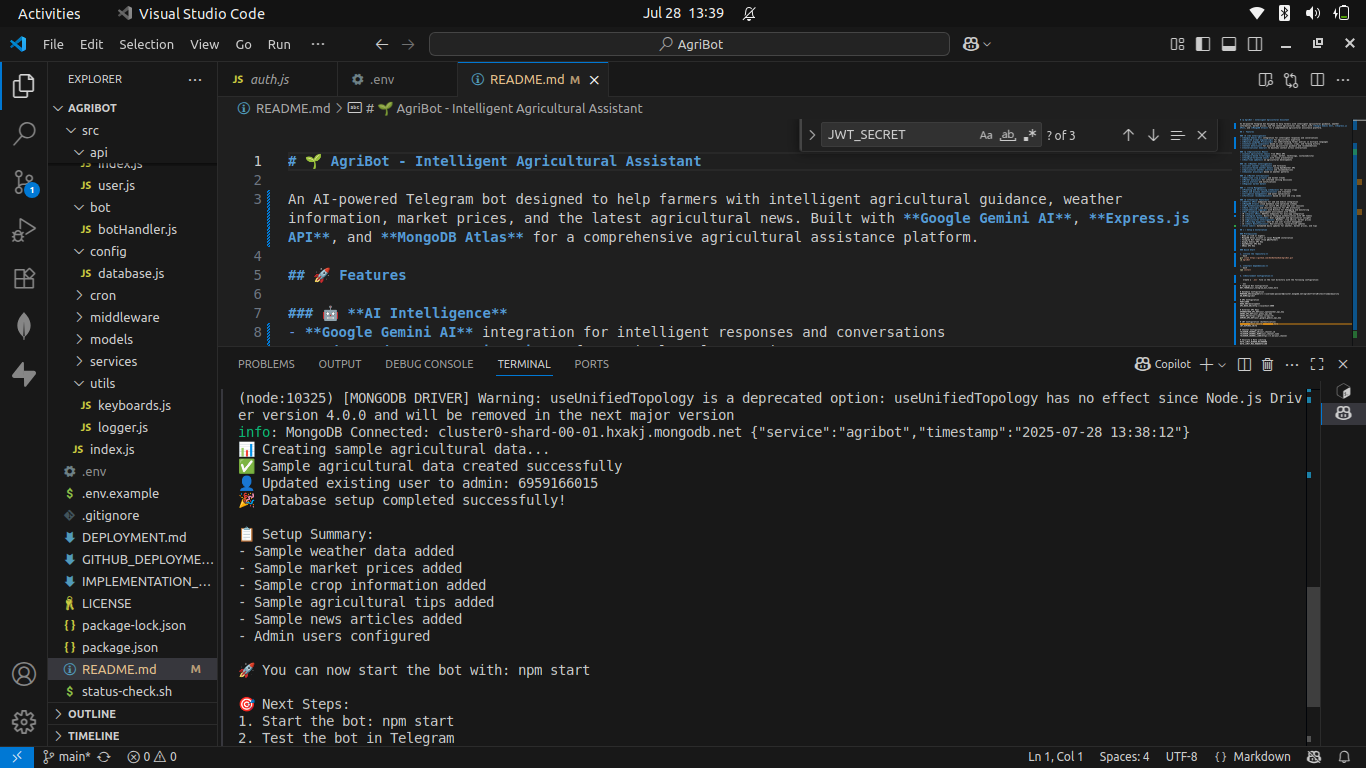 Activities
Visual Studio Code
Jul 28 13:39
File Edit Selection View Go Run ···
AgriBot
EXPLORER
AGRIBOT
src
api
index.js
user.js
bot
botHandler.js
config
database.js
cron
middleware
models
services
utils
keyboards.js
logger.js
index.js
.env
.env.example
.gitignore
DEPLOYMENT.md
GITHUB_DEPLOYME...
IMPLEMENTATION_...
LICENSE
package-lock.json
package.json
README.md M
status-check.sh
OUTLINE
TIMELINE
auth.js
.env
README.md M
README.md > # 🌱 AgriBot - Intelligent Agricultural Assistant
JWT_SECRET
Aa ab .*
? of 3
1 # 🌱 AgriBot - Intelligent Agricultural Assistant
2
3 An AI-powered Telegram bot designed to help farmers with intelligent agricultural guidance, weather
information, market prices, and the latest agricultural news. Built with **Google Gemini AI**, **Express.js
API**, and **MongoDB Atlas** for a comprehensive agricultural assistance platform.
4
5 ## 🚀 Features
6
7 ### 🤖 **AI Intelligence**
8 - **Google Gemini AI** integration for intelligent responses and conversations
PROBLEMS OUTPUT DEBUG CONSOLE TERMINAL PORTS
Copilot
(node:10325) [MONGODB DRIVER] Warning: useUnifiedTopology is a deprecated option: useUnifiedTopology has no effect since Node.js Driv
er version 4.0.0 and will be removed in the next major version
info: MongoDB Connected: cluster0-shard-00-01.hxakj.mongodb.net {"service":"agribot","timestamp":"2025-07-28 13:38:12"}
📊 Creating sample agricultural data...
✅ Sample agricultural data created successfully
👤 Updated existing user to admin: 6959166015
🎉 Database setup completed successfully!
📋 Setup Summary:
- Sample weather data added
- Sample market prices added
- Sample crop information added
- Sample agricultural tips added
- Sample news articles added
- Admin users configured
🚀 You can now start the bot with: npm start
🎯 Next Steps:
1. Start the bot: npm start
2. Test the bot in Telegram
main*
0 0
Ln 1, Col 1
Spaces: 4
UTF-8
{} Markdown
1